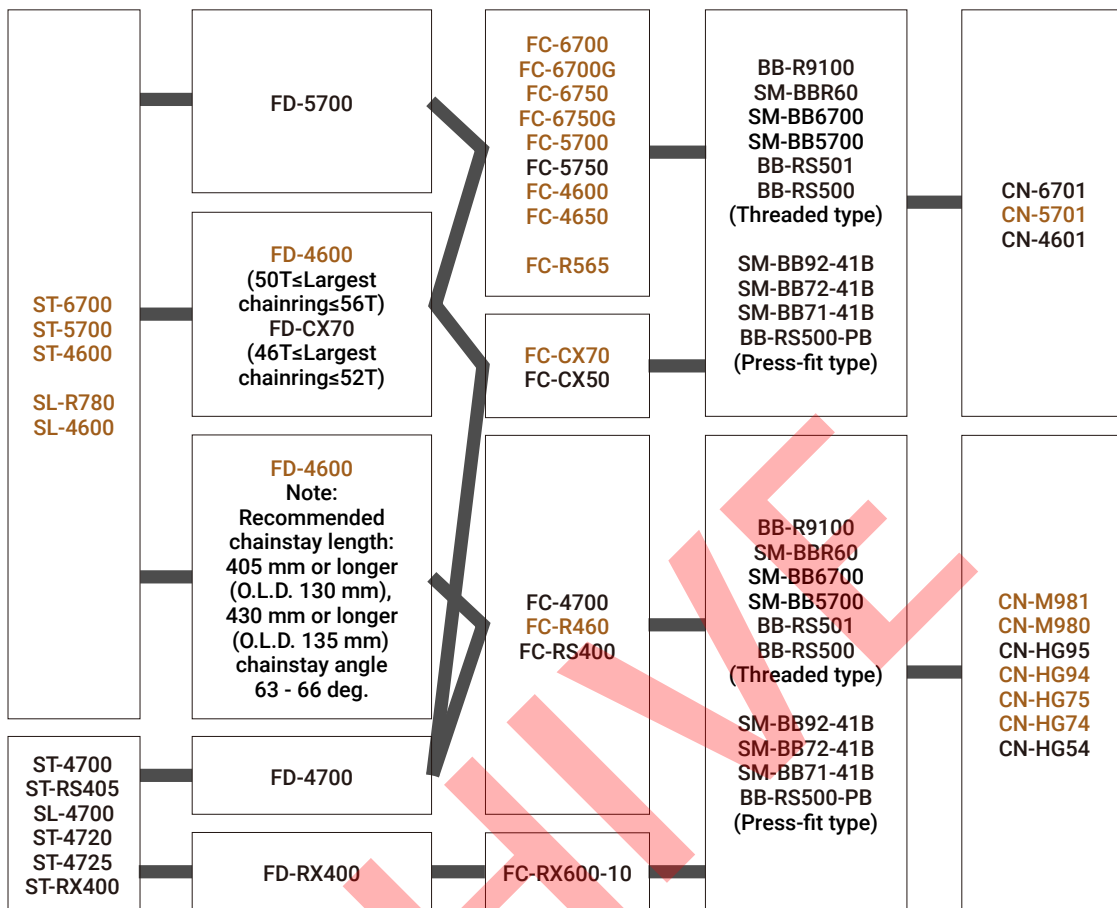 ST-6700
ST-5700
ST-4600
SL-R780
SL-4600
ST-4700
ST-RS405
SL-4700
ST-4720
ST-4725
ST-RX400
FD-5700
FD-4600
(50T≤Largest
chainring≤56T)
FD-CX70
(46T≤Largest
chainring≤52T)
FD-4600
Note:
Recommended
chainstay length:
405 mm or longer
(O.L.D. 130 mm),
430 mm or longer
(O.L.D. 135 mm)
chainstay angle
63 - 66 deg.
FD-4700
FD-RX400
FC-6700
FC-6700G
FC-6750
FC-6750G
FC-5700
FC-5750
FC-4600
FC-4650
FC-R565
FC-CX70
FC-CX50
FC-4700
FC-R460
FC-RS400
FC-RX600-10
BB-R9100
SM-BBR60
SM-BB6700
SM-BB5700
BB-RS501
BB-RS500
(Threaded type)
SM-BB92-41B
SM-BB72-41B
SM-BB71-41B
BB-RS500-PB
(Press-fit type)
BB-R9100
SM-BBR60
SM-BB6700
SM-BB5700
BB-RS501
BB-RS500
(Threaded type)
SM-BB92-41B
SM-BB72-41B
SM-BB71-41B
BB-RS500-PB
(Press-fit type)
CN-6701
CN-5701
CN-4601
CN-M981
CN-M980
CN-HG95
CN-HG94
CN-HG75
CN-HG74
CN-HG54
HIVE